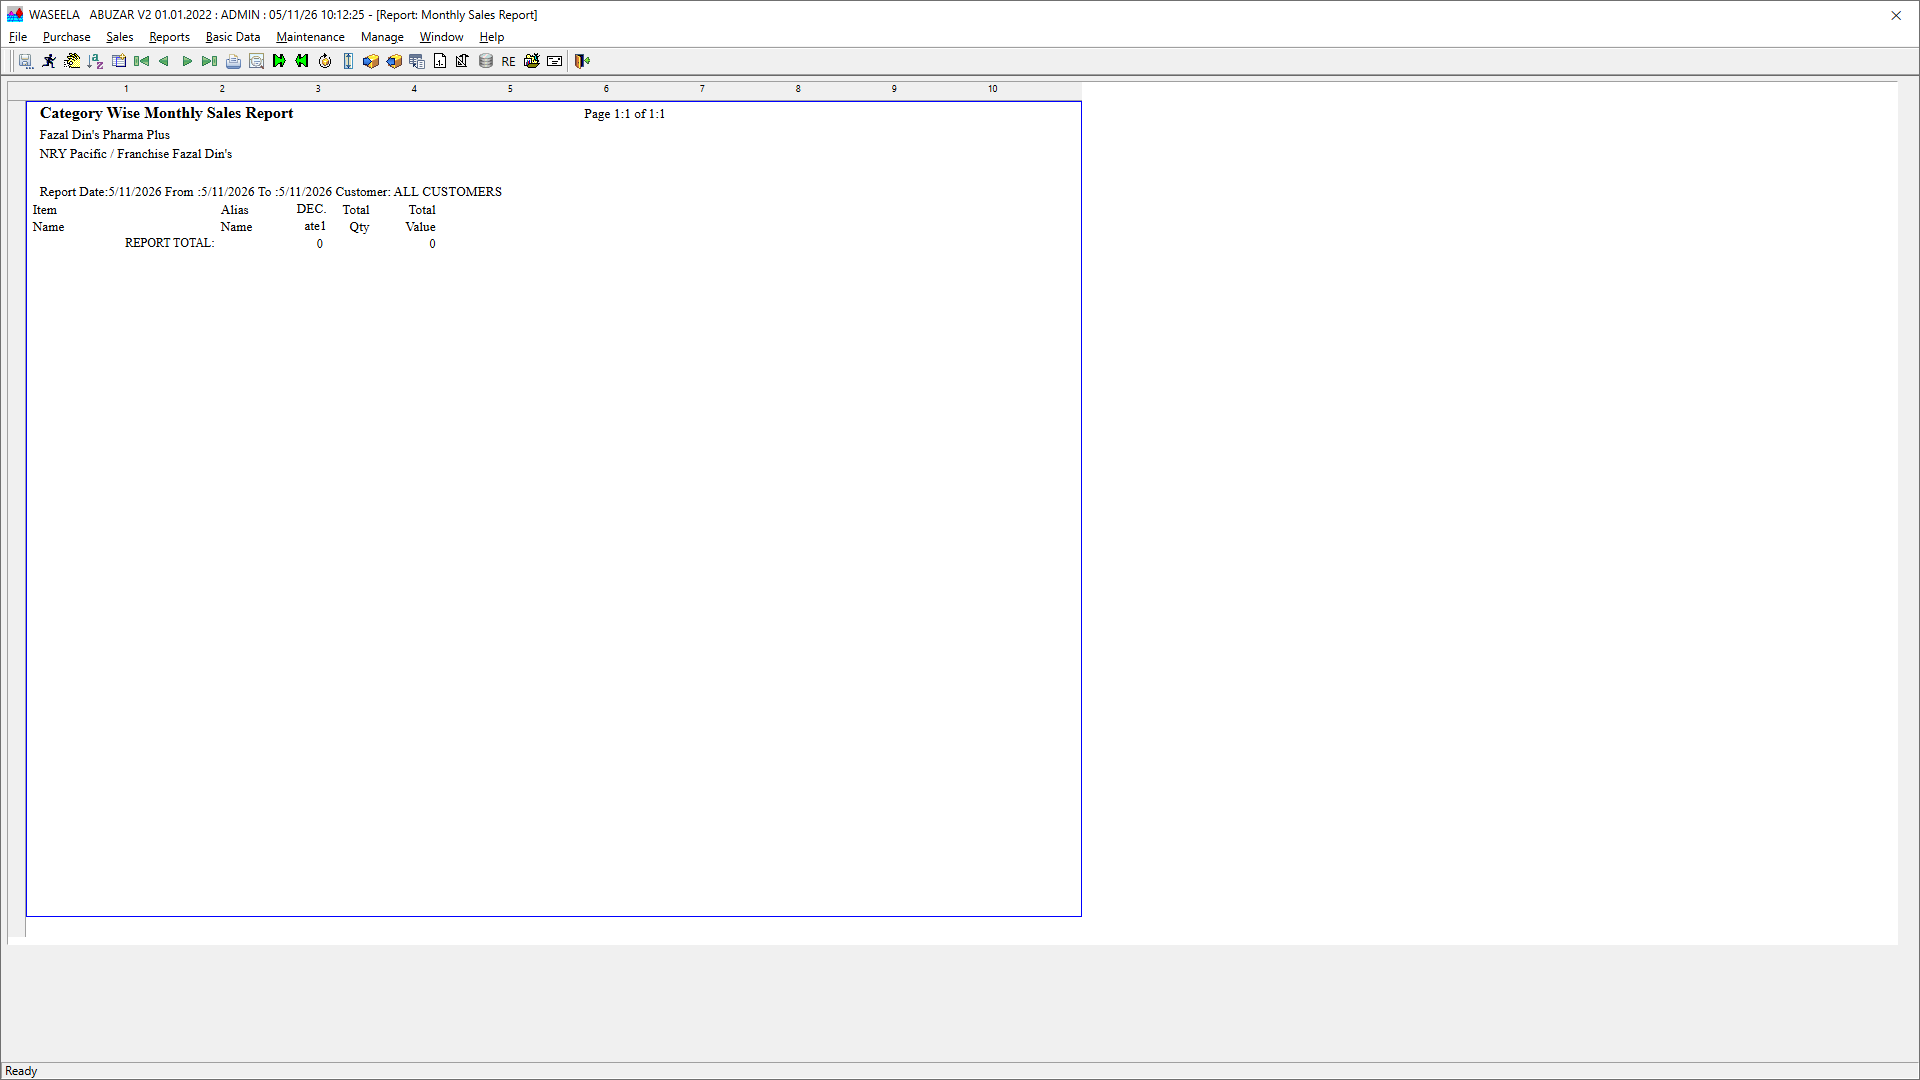 WASEELA   ABUZAR V2 01.01.2022 : ADMIN : 05/11/26 10:12:25 - [Report: Monthly Sales Report]
File Purchase Sales Reports Basic Data Maintenance Manage Window Help
RE
1 2 3 4 5 6 7 8 9 10
Category Wise Monthly Sales Report Page 1:1 of 1:1
Fazal Din's Pharma Plus
NRY Pacific / Franchise Fazal Din's
Report Date:5/11/2026 From :5/11/2026 To :5/11/2026 Customer: ALL CUSTOMERS
Item Alias DEC. Total Total
Name Name ate1 Qty Value
REPORT TOTAL: 0 0
Ready